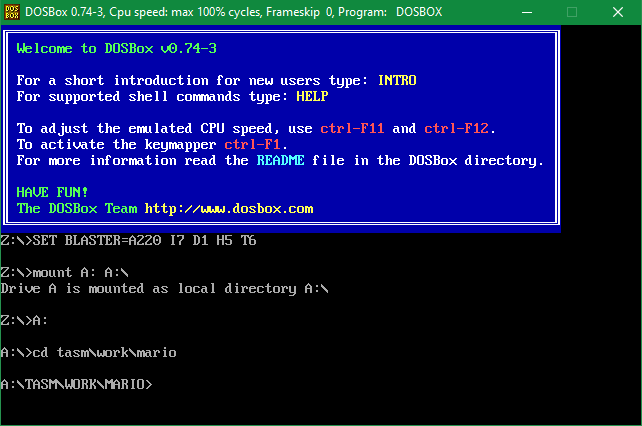 DOSBox 0.74-3, Cpu speed: max 100% cycles, Frameskip 0, Program: DOSBOX
Welcome to DOSBox v0.74-3
For a short introduction for new users type: INTRO
For supported shell commands type: HELP
To adjust the emulated CPU speed, use ctrl-F11 and ctrl-F12.
To activate the keymapper ctrl-F1.
For more information read the README file in the DOSBox directory.
HAVE FUN!
The DOSBox Team http://www.dosbox.com
Z:\>SET BLASTER=A220 I7 D1 H5 T6
Z:\>mount A: A:\
Drive A is mounted as local directory A:\
Z:\>A:
A:\>cd tasm\work\mario
A:\TASM\WORK\MARIO>